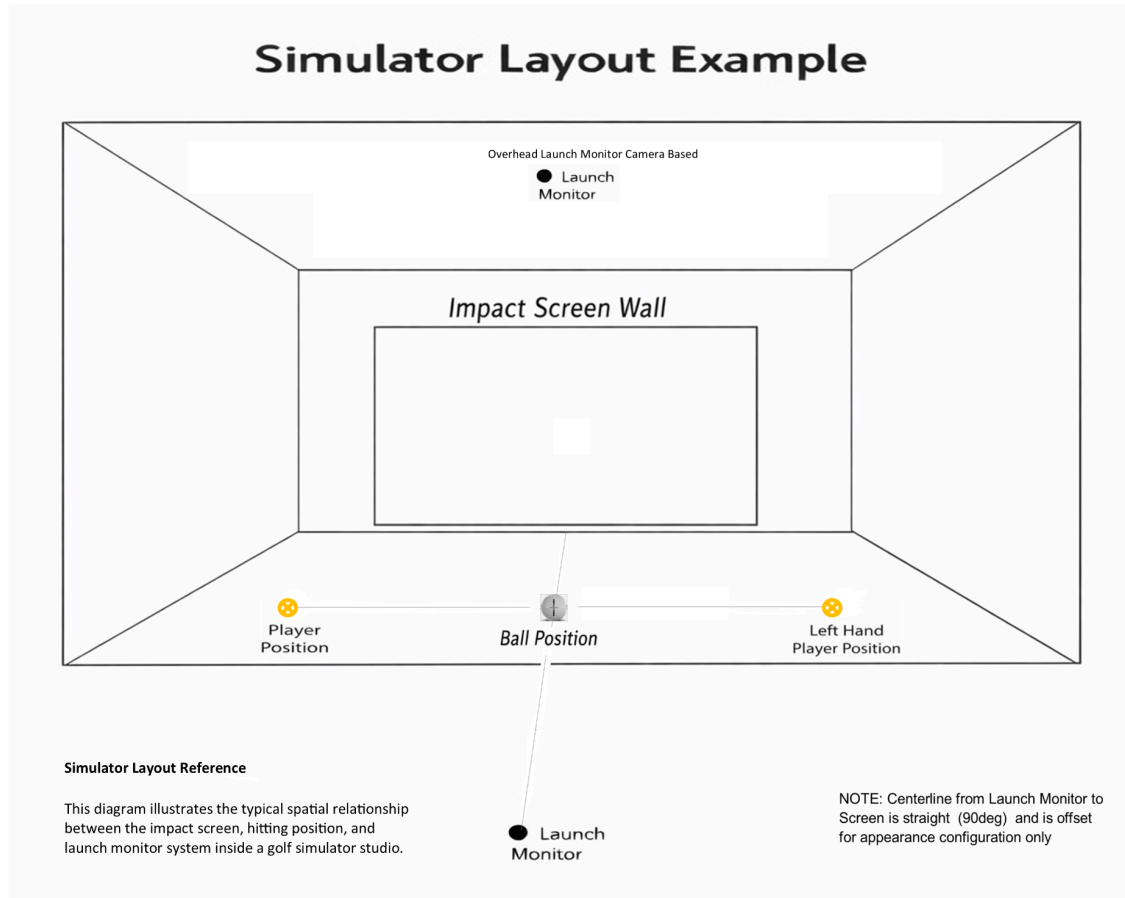 Simulator Layout Example
Overhead Launch Monitor Camera Based
Launch
Monitor
Impact Screen Wall
Player
Position
Ball Position
Left Hand
Player Position
Simulator Layout Reference
This diagram illustrates the typical spatial relationship
between the impact screen, hitting position, and
launch monitor system inside a golf simulator studio.
Launch
Monitor
NOTE: Centerline from Launch Monitor to
Screen is straight (90deg) and is offset
for appearance configuration only